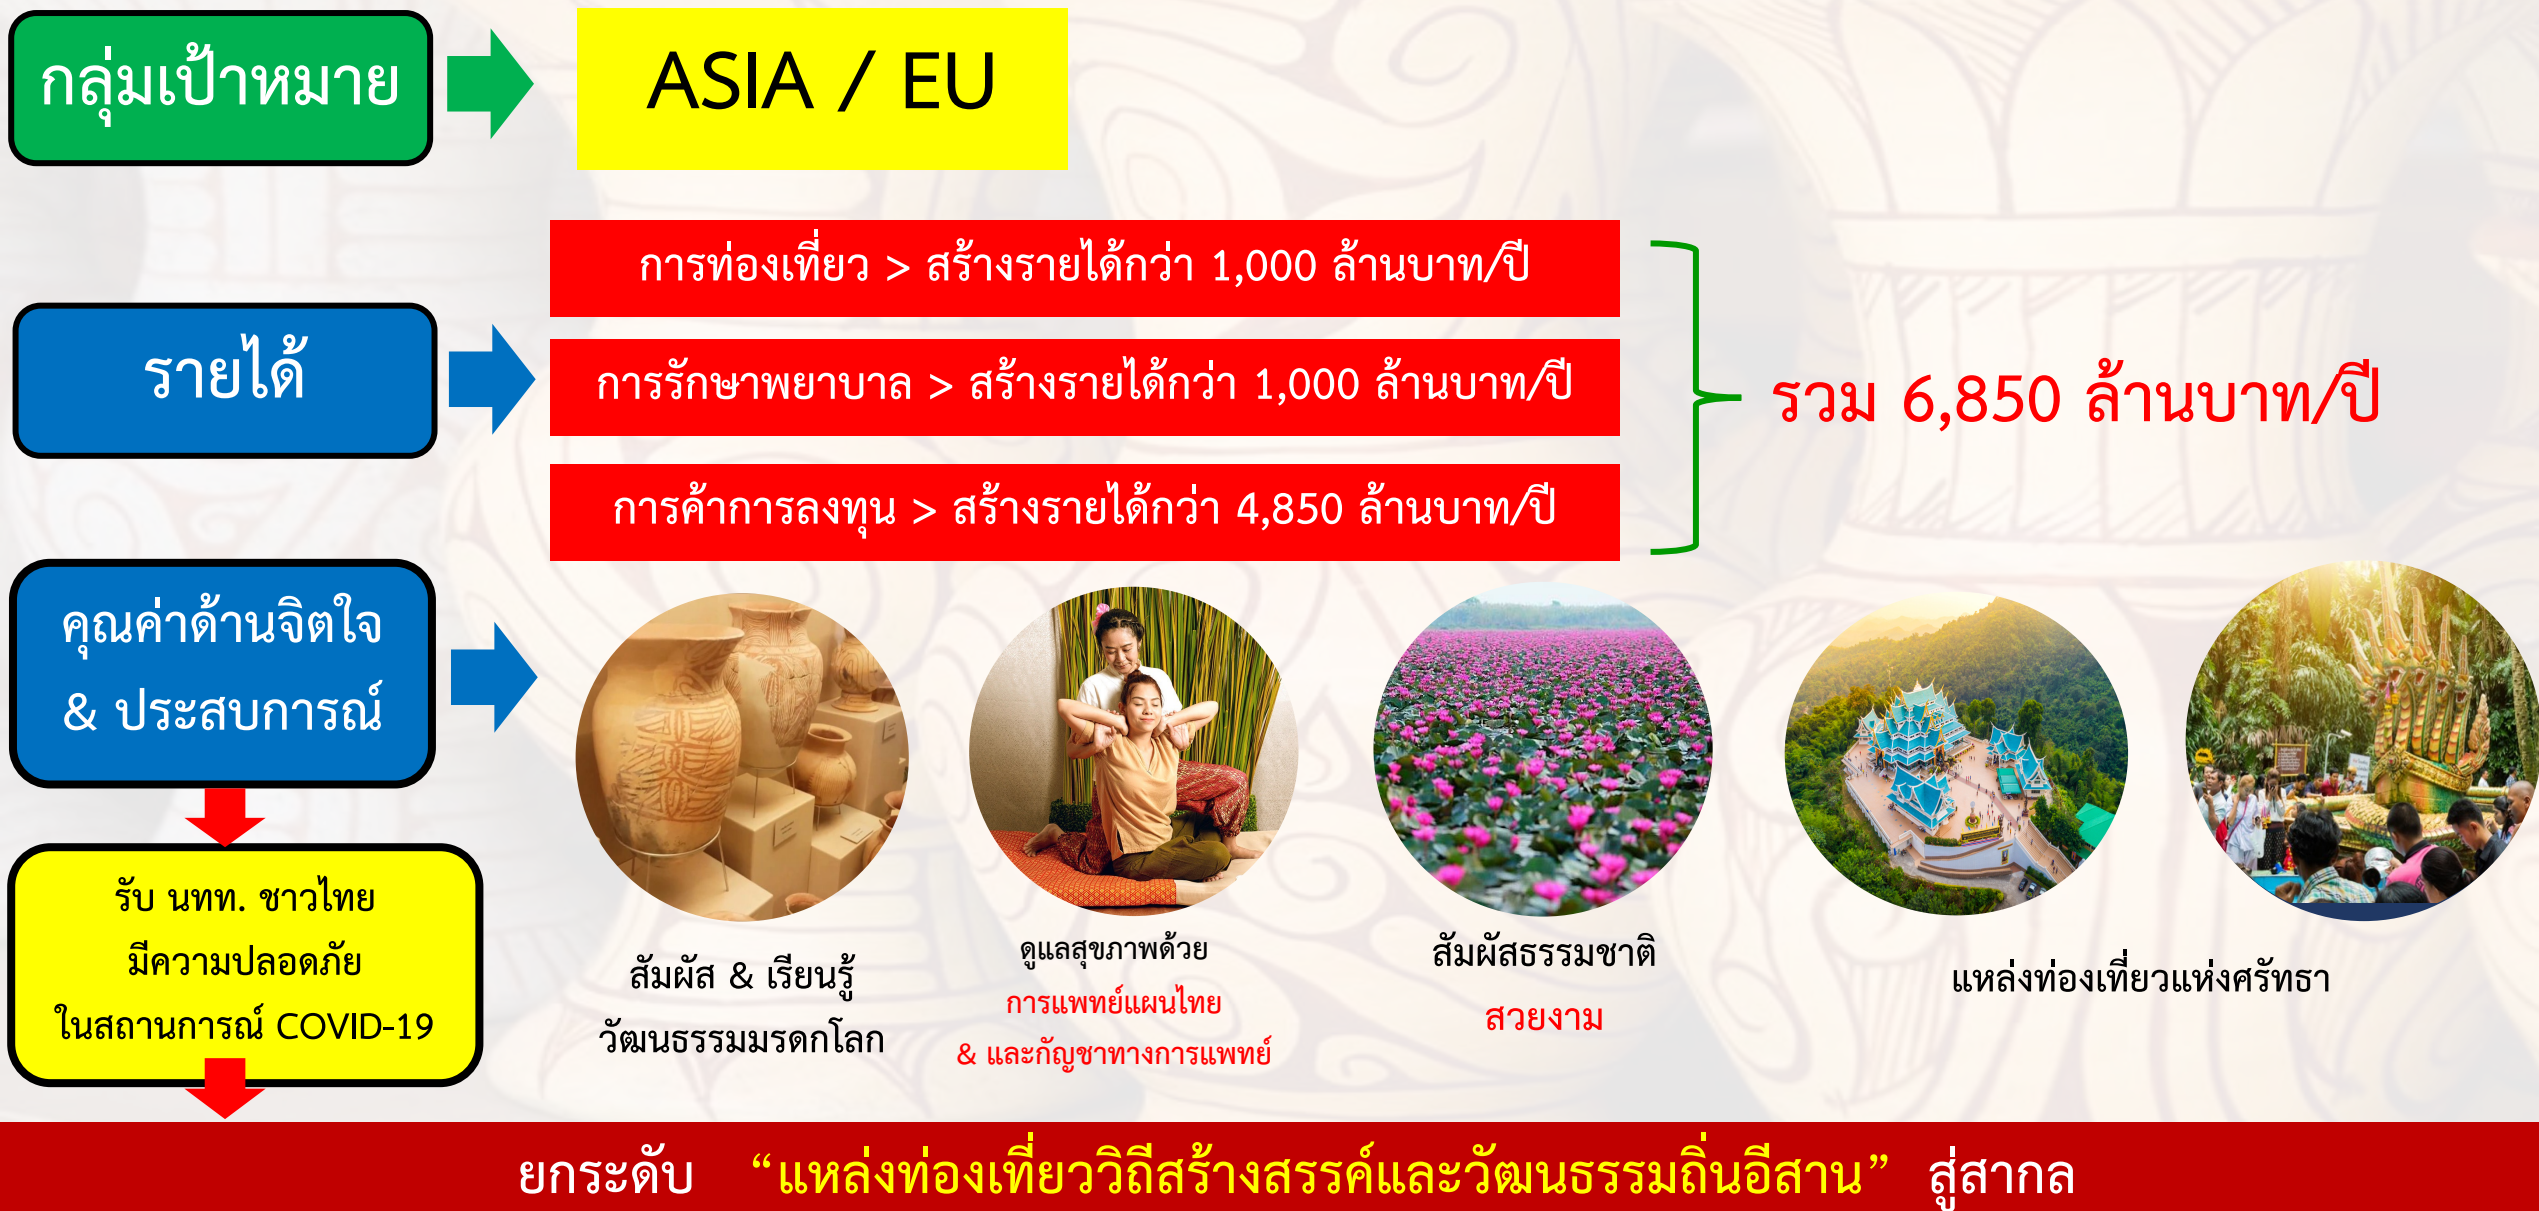 กลุ่มเป้าหมาย
ASIA / EU
รายได้
การท่องเที่ยว > สร้างรายได้กว่า 1,000 ล้านบาท/ปี
การรักษาพยาบาล > สร้างรายได้กว่า 1,000 ล้านบาท/ปี
การค้าการลงทุน > สร้างรายได้กว่า 4,850 ล้านบาท/ปี
รวม 6,850 ล้านบาท/ปี
คุณค่าด้านจิตใจ
& ประสบการณ์
รับ นทท. ชาวไทย
มีความปลอดภัย
ในสถานการณ์ COVID-19
สัมผัส & เรียนรู้
วัฒนธรรมมรดกโลก
ดูแลสุขภาพด้วย
การแพทย์แผนไทย
& และกัญชาทางการแพทย์
สัมผัสธรรมชาติ
สวยงาม
แหล่งท่องเที่ยวแห่งศรัทธา
ยกระดับ “แหล่งท่องเที่ยววิถีสร้างสรรค์และวัฒนธรรมถิ่นอีสาน” สู่สากล